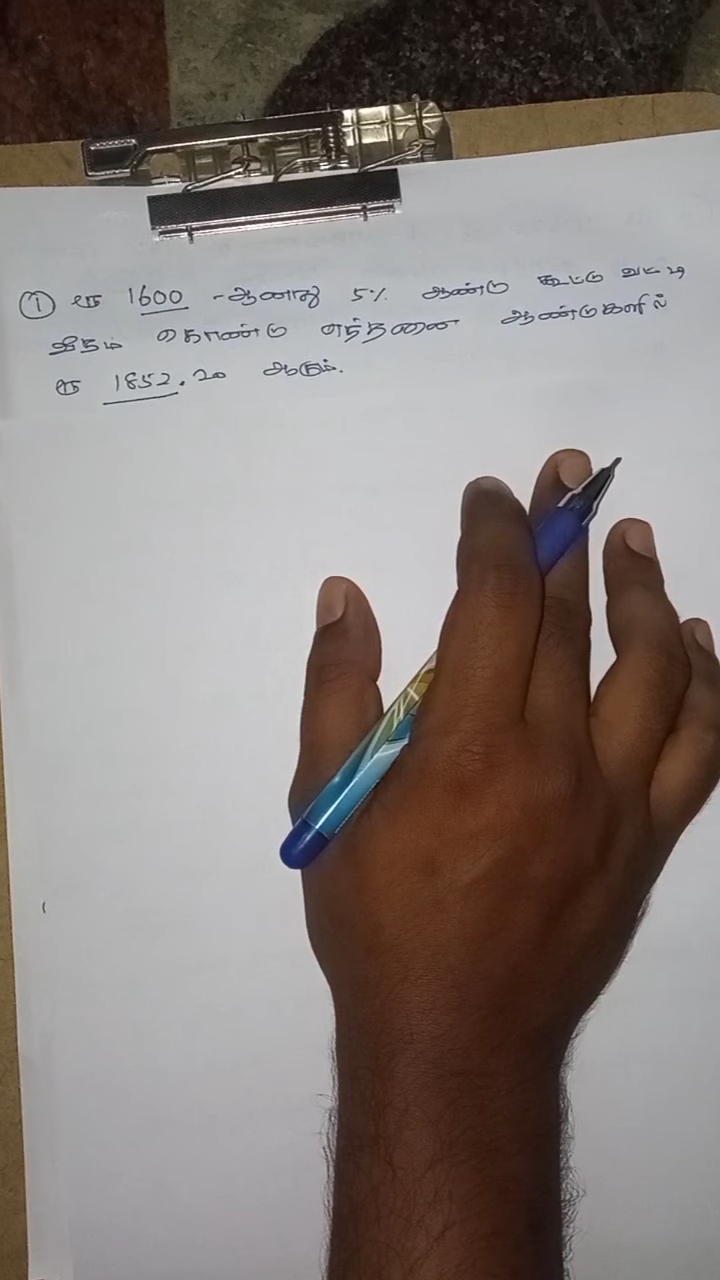 ① ரூ 1600 -ஆனது 5% ஆண்டு கூட்டு வட்டி
வீதம் கொண்டு எத்தனை ஆண்டுகளில்
ரூ 1852.20 ஆகும்.